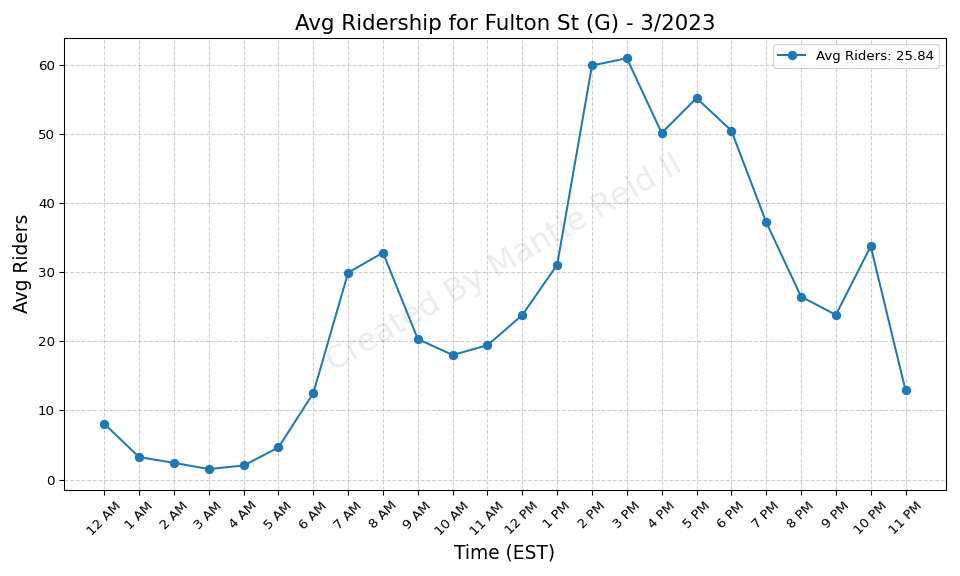 Avg Ridership for Fulton St (G) - 3/2023
Avg Riders: 25.84
60
50
40
30
20
10
0
Avg Riders
Created By Mantie Reid II
12 AM
1 AM
2 AM
3 AM
4 AM
5 AM
6 AM
7 AM
8 AM
9 AM
10 AM
11 AM
12 PM
1 PM
2 PM
3 PM
4 PM
5 PM
6 PM
7 PM
8 PM
9 PM
10 PM
11 PM
Time (EST)